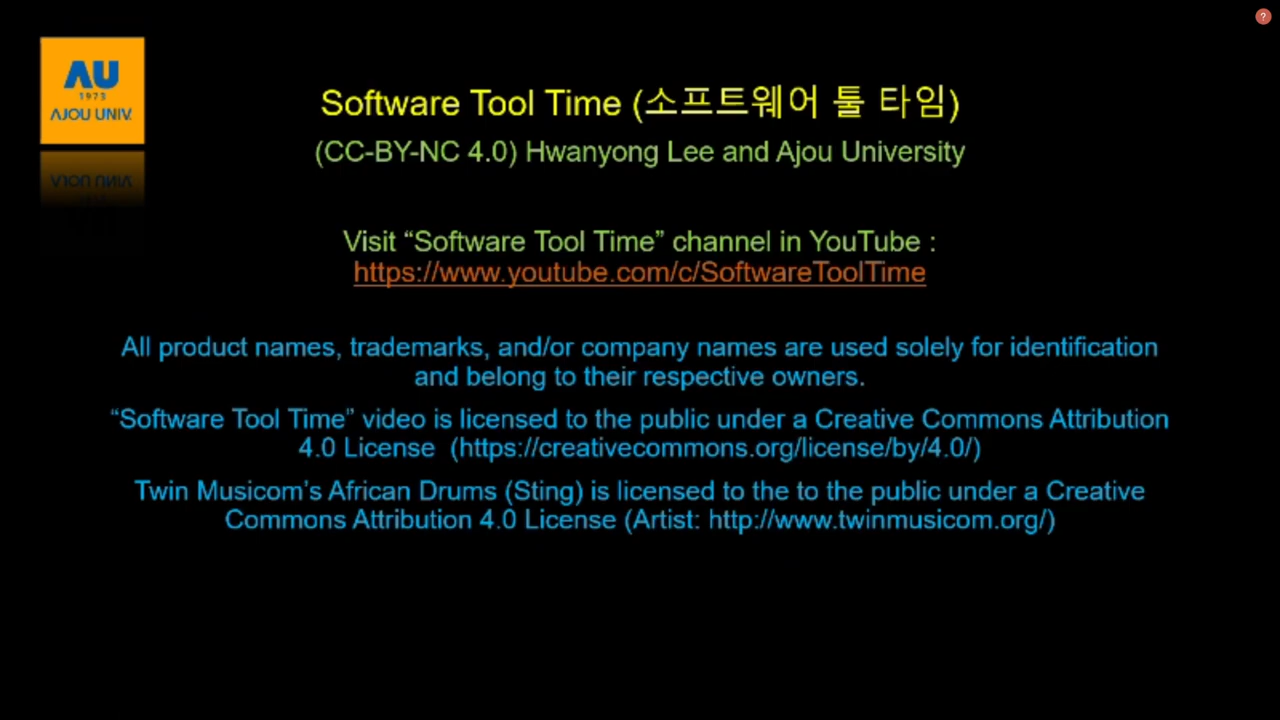 AU
1973
AJOU UNIV.
Software Tool Time (소프트웨어 툴 타임)
(CC-BY-NC 4.0) Hwanyong Lee and Ajou University
Visit “Software Tool Time” channel in YouTube :
https://www.youtube.com/c/SoftwareToolTime
All product names, trademarks, and/or company names are used solely for identification
and belong to their respective owners.
“Software Tool Time” video is licensed to the public under a Creative Commons Attribution
4.0 License (https://creativecommons.org/license/by/4.0/)
Twin Musicom’s African Drums (Sting) is licensed to the to the public under a Creative
Commons Attribution 4.0 License (Artist: http://www.twinmusicom.org/)
?